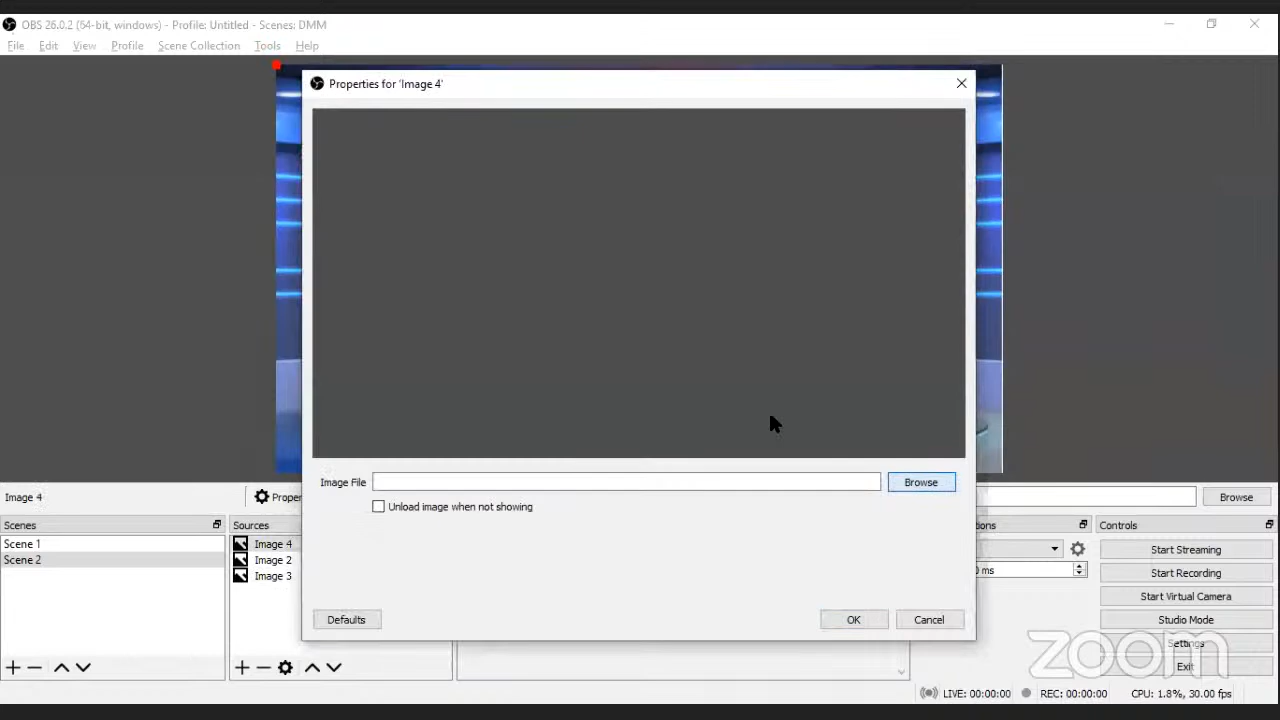 OBS 26.0.2 (64-bit, windows) - Profile: Untitled - Scenes: DMM
File Edit View Profile Scene Collection Tools Help
Properties for 'Image 4'
Image File Browse
Unload image when not showing
Defaults OK Cancel
Image 4 Proper Browse
Scenes Sources ions Controls
Scene 1
Scene 2
Image 4
Image 2
Image 3
0 ms
Start Streaming
Start Recording
Start Virtual Camera
Studio Mode
Settings
Exit
zoom
LIVE: 00:00:00 REC: 00:00:00 CPU: 1.8%, 30.00 fps